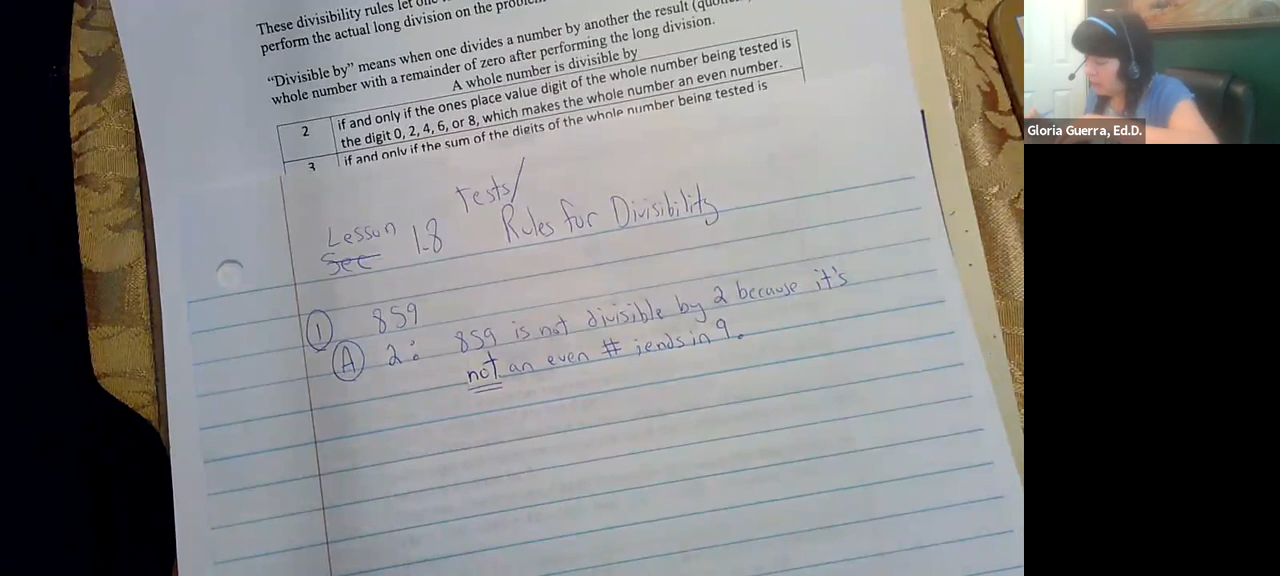 These divisibility rules let
perform the actual long division on the
“Divisible by” means when one divides a number by another the result
whole number with a remainder of zero after performing the long division.
A whole number is divisible by
2 if and only if the ones place value digit of the whole number being tested is
the digit 0, 2, 4, 6, or 8, which makes the whole number an even number.
3 if and only if the sum of the digits of the whole number being tested is
Tests/
Lesson
See 1.8 Rules for Divisibility
1 859
A 2: 859 is not divisible by 2 because it's
not an even # ; ends in 9.
Gloria Guerra, Ed.D.